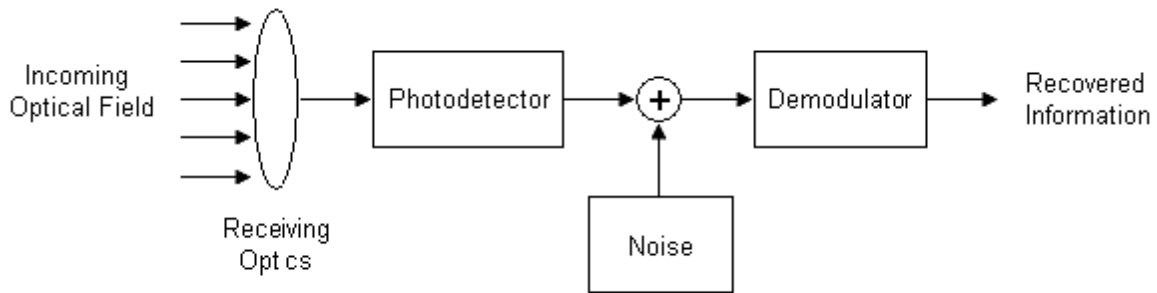 Incoming
Optical Field
Photodetector
+
Demodulator
Recovered
Information
Receiving
Opt cs
Noise